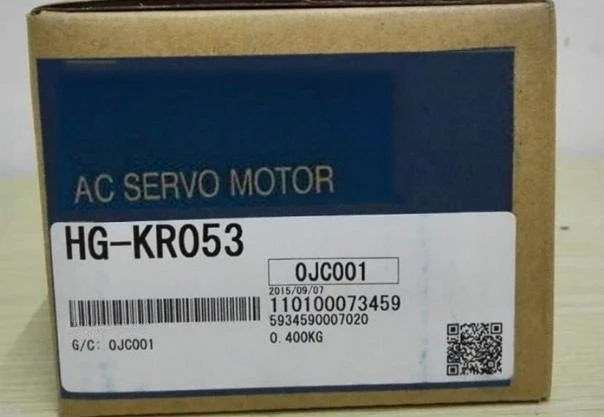 AC SERVO MOTOR
HG-KR053
0JC001
2015/09/07
110100073459
5934590007020
G/C: 0JC001
0.400KG